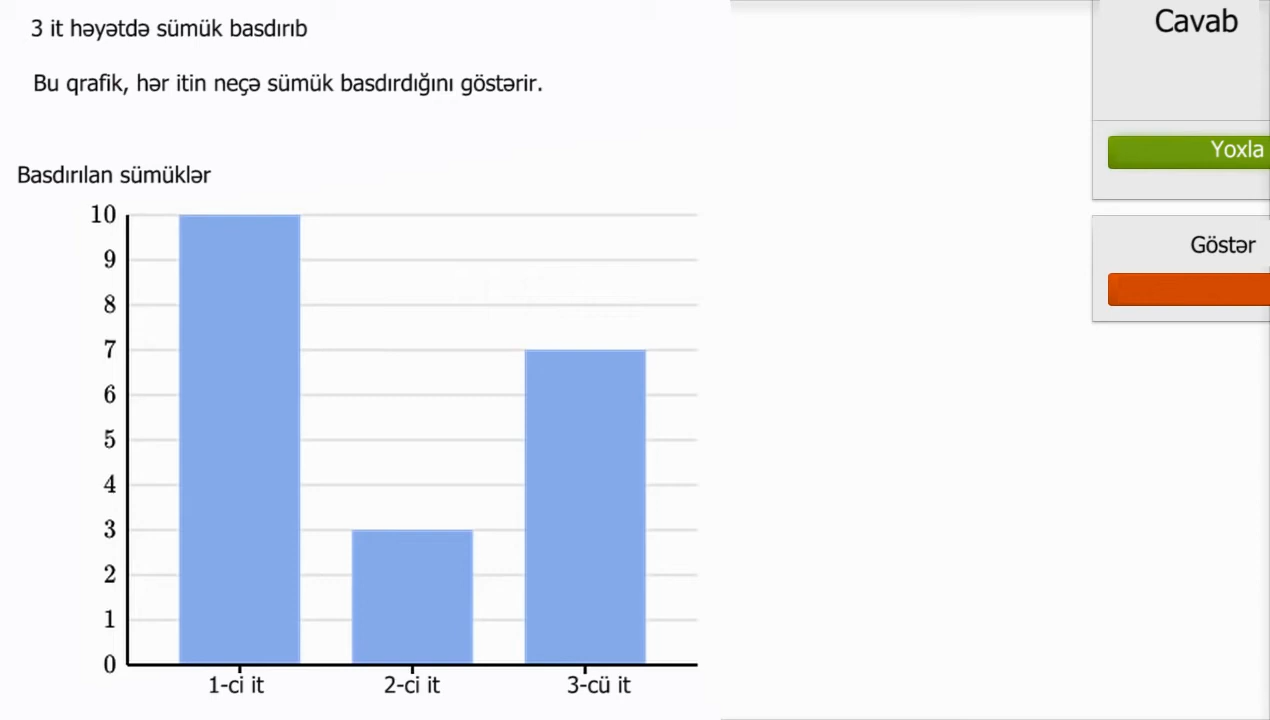 3 it həyətdə sümük basdırıb
Bu qrafik, hər itin neçə sümük basdırdığını göstərir.
Basdırılan sümüklər
10
9
8
7
6
5
4
3
2
1
0
1-ci it
2-ci it
3-cü it
Cavab
Yoxla
Göstər